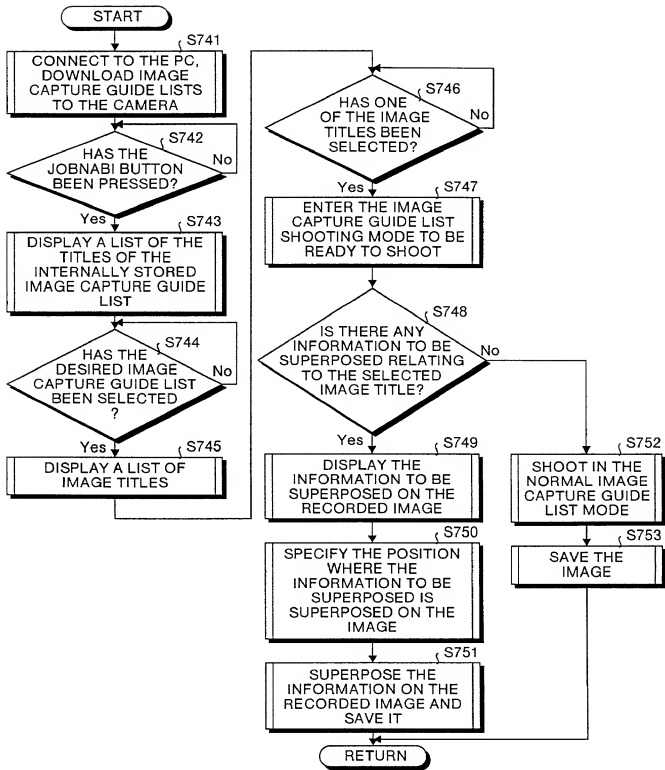 START
S741
CONNECT TO THE PC,
DOWNLOAD IMAGE
CAPTURE GUIDE LISTS
TO THE CAMERA
S742
HAS THE
JOBNABI BUTTON
BEEN PRESSED?
No
Yes
S743
DISPLAY A LIST OF THE
TITLES OF THE
INTERNALLY STORED
IMAGE CAPTURE GUIDE
LIST
S744
HAS THE
DESIRED IMAGE
CAPTURE GUIDE LIST
BEEN SELECTED
?
No
Yes
S745
DISPLAY A LIST OF
IMAGE TITLES
S746
HAS ONE
OF THE IMAGE
TITLES BEEN
SELECTED?
No
Yes
S747
ENTER THE IMAGE
CAPTURE GUIDE LIST
SHOOTING MODE TO BE
READY TO SHOOT
S748
IS THERE ANY
INFORMATION TO BE
SUPERPOSED RELATING
TO THE SELECTED
IMAGE TITLE?
No
Yes
S749
DISPLAY THE
INFORMATION TO BE
SUPERPOSED ON THE
RECORDED IMAGE
S750
SPECIFY THE POSITION
WHERE THE
INFORMATION TO BE
SUPERPOSED IS
SUPERPOSED ON THE
IMAGE
S751
SUPERPOSE THE
INFORMATION ON THE
RECORDED IMAGE AND
SAVE IT
S752
SHOOT IN THE
NORMAL IMAGE
CAPTURE GUIDE
LIST MODE
S753
SAVE THE
IMAGE
RETURN